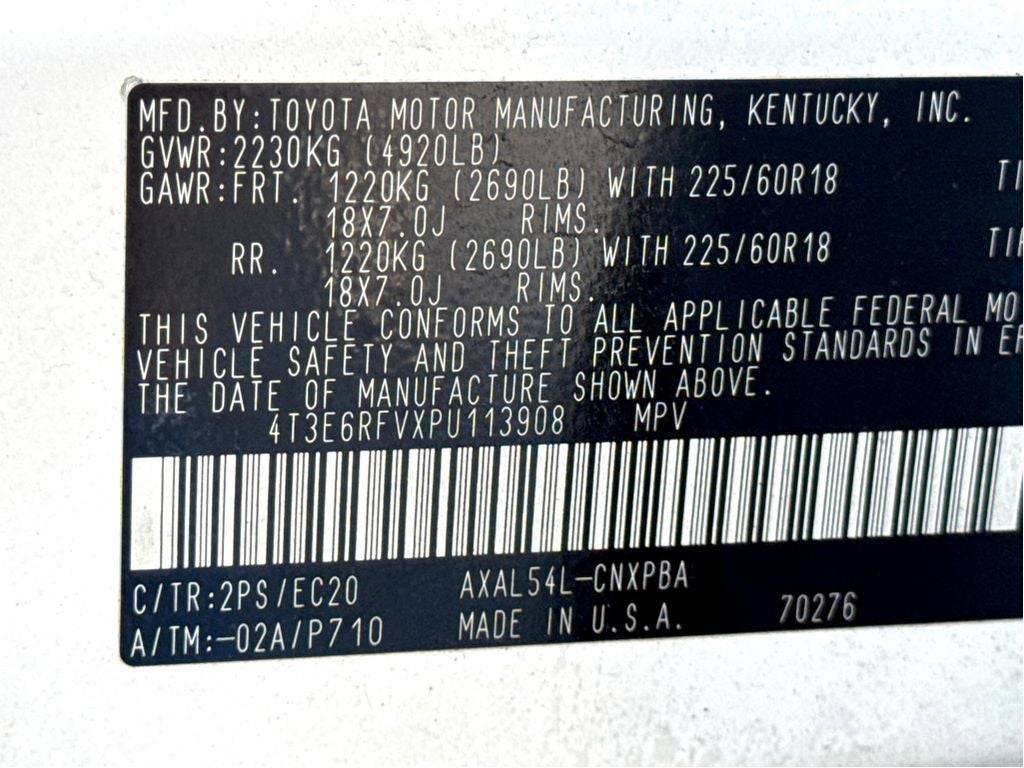 MFD.BY:TOYOTA MOTOR MANUFACTURING, KENTUCKY, INC.
GVWR:2230KG (4920LB)
GAWR:FRT. 1220KG (2690LB) WITH 225/60R18
18X7.0J RIMS.
RR. 1220KG (2690LB) WITH 225/60R18
18X7.0J RIMS.
THIS VEHICLE CONFORMS TO ALL APPLICABLE FEDERAL
VEHICLE SAFETY AND THEFT PREVENTION STANDARDS IN
THE DATE OF MANUFACTURE SHOWN ABOVE.
4T3E6RFVXPU113908 MPV
C/TR:2PS/EC20 AXAL54L-CNXPBA
A/TM:-02A/P710 MADE IN U.S.A. 70276